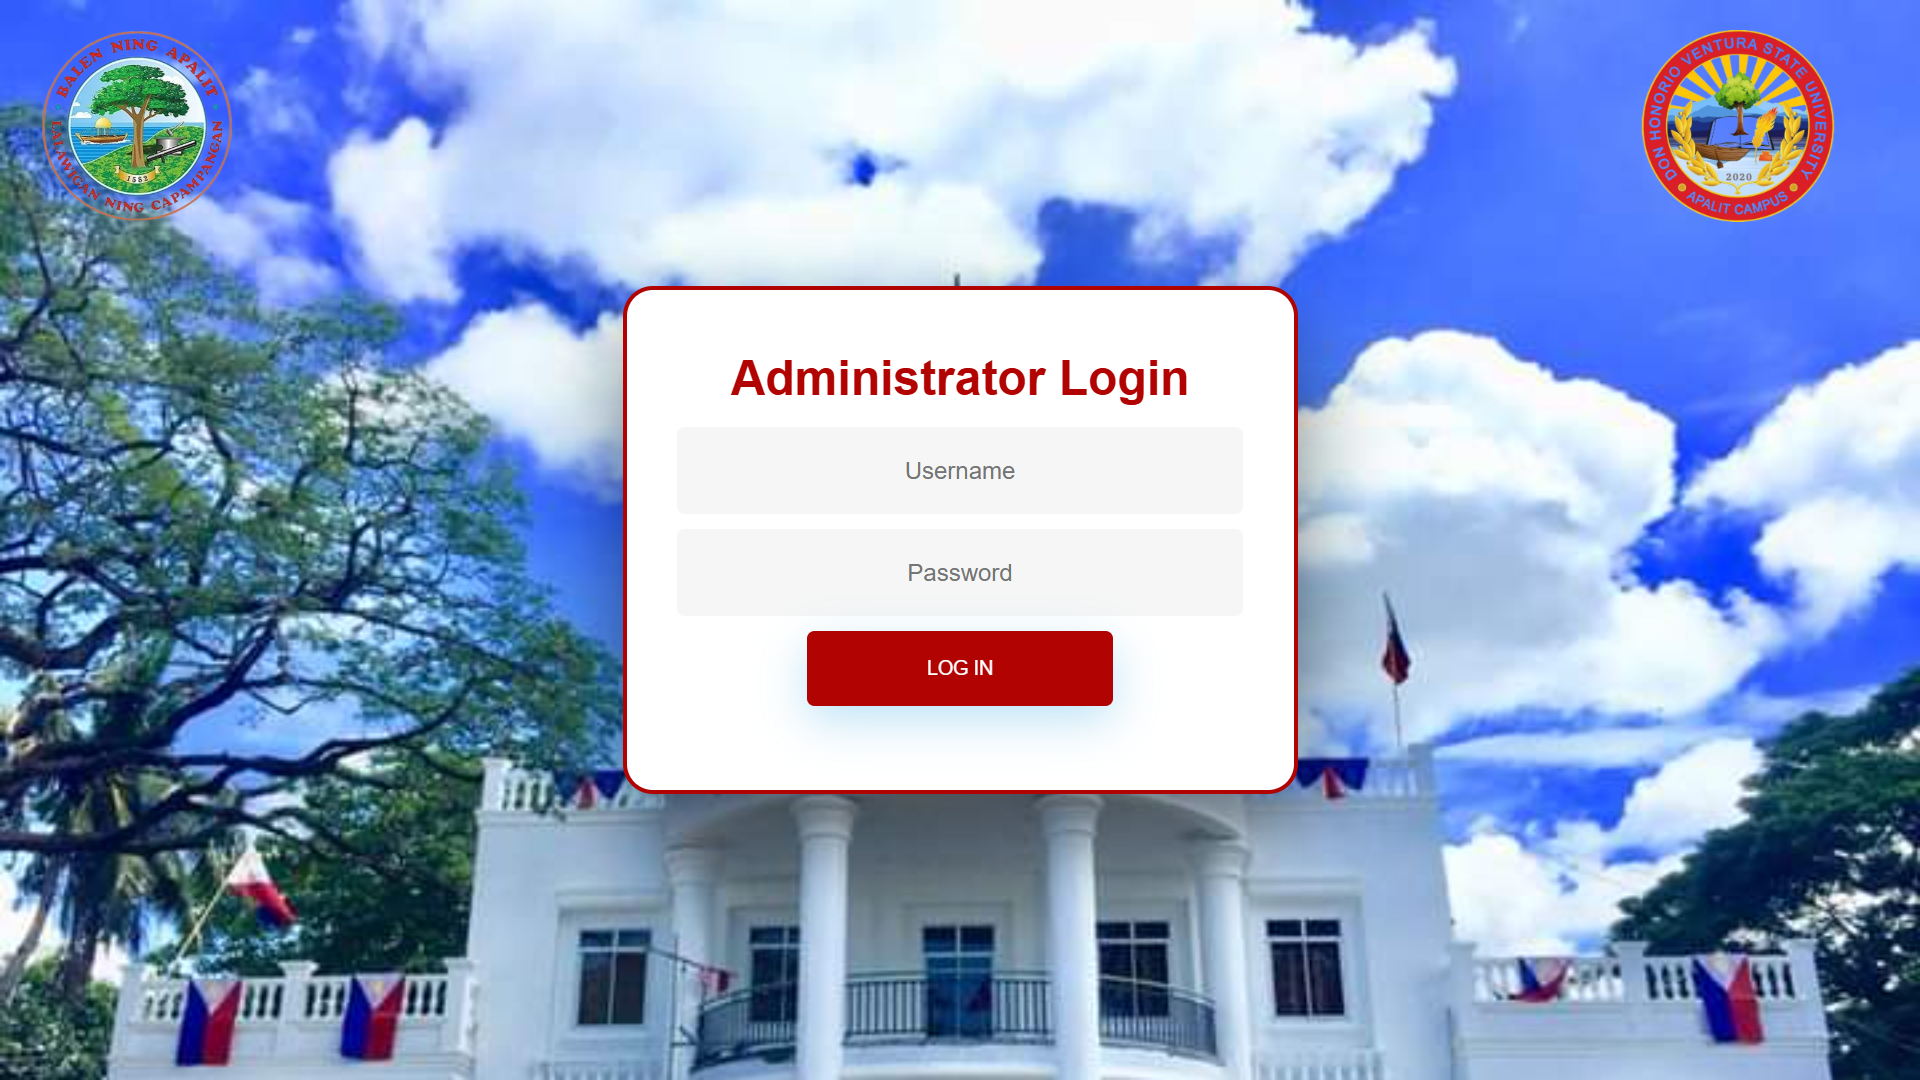 BALEN NING APALIT
LALAWIGAN NING CAPAMPANGAN
1582
DON HONORIO VENTURA STATE UNIVERSITY
2020
APALIT CAMPUS
Administrator Login
Username
Password
LOG IN